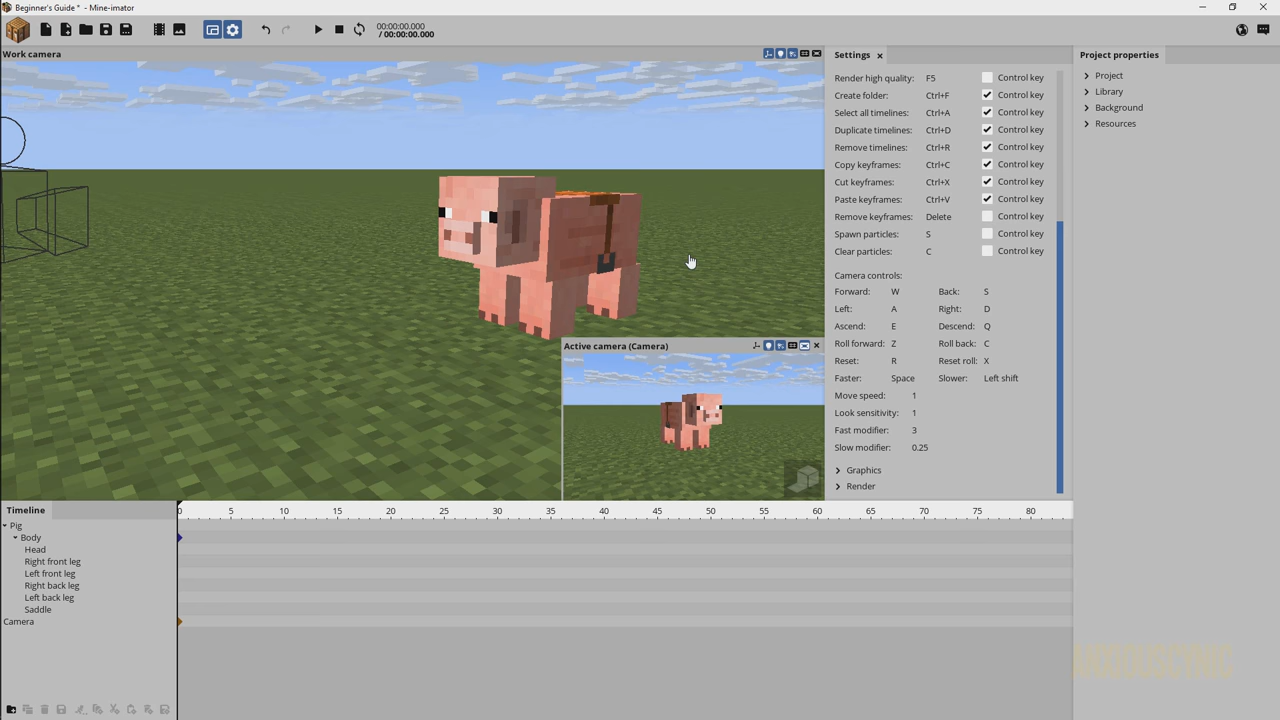 Beginner's Guide * - Mine-imator
00:00:00.000
/ 00:00:00.000
Work camera
Settings
Project properties
Render high quality: F5 Control key
Create folder: Ctrl+F Control key
Select all timelines: Ctrl+A Control key
Duplicate timelines: Ctrl+D Control key
Remove timelines: Ctrl+R Control key
Copy keyframes: Ctrl+C Control key
Cut keyframes: Ctrl+X Control key
Paste keyframes: Ctrl+V Control key
Remove keyframes: Delete Control key
Spawn particles: S Control key
Clear particles: C Control key
Camera controls:
Forward: W Back: S
Left: A Right: D
Ascend: E Descend: Q
Roll forward: Z Roll back: C
Reset: R Reset roll: X
Faster: Space Slower: Left shift
Move speed: 1
Look sensitivity: 1
Fast modifier: 3
Slow modifier: 0.25
Graphics
Render
Project
Library
Background
Resources
Active camera (Camera)
Timeline
0 5 10 15 20 25 30 35 40 45 50 55 60 65 70 75 80
Pig
Body
Head
Right front leg
Left front leg
Right back leg
Left back leg
Saddle
Camera